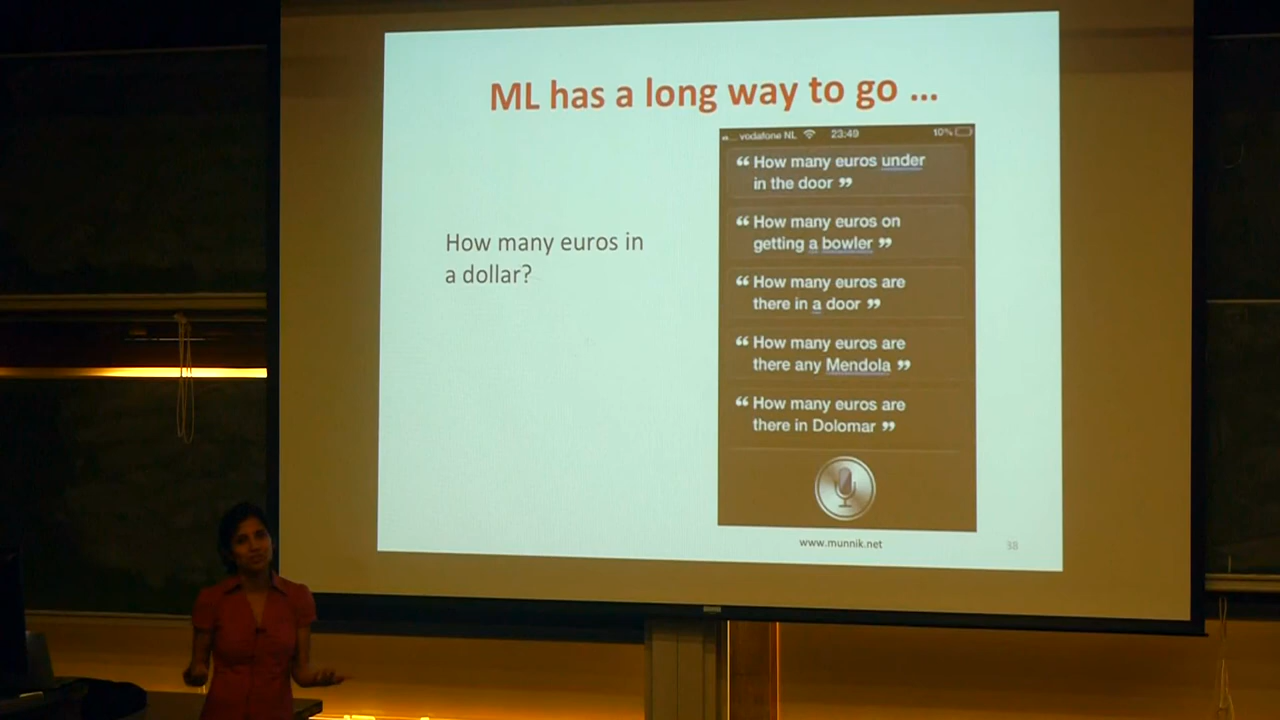 ML has a long way to go ...
How many euros in
a dollar?
vodafone NL 23:49 10%
“ How many euros under
in the door ”
“ How many euros on
getting a bowler ”
“ How many euros are
there in a door ”
“ How many euros are
there any Mendola ”
“ How many euros are
there in Dolomar ”
www.munnik.net
38